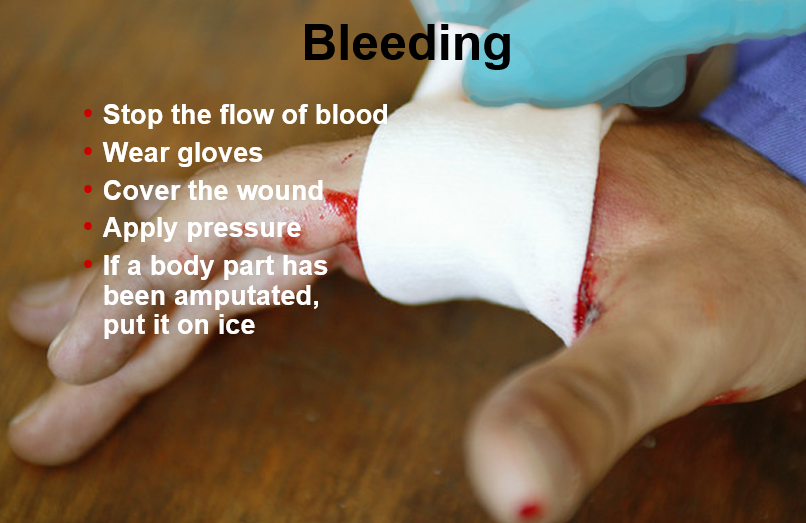 Bleeding
• Stop the flow of blood
• Wear gloves
• Cover the wound
• Apply pressure
• If a body part has
been amputated,
put it on ice